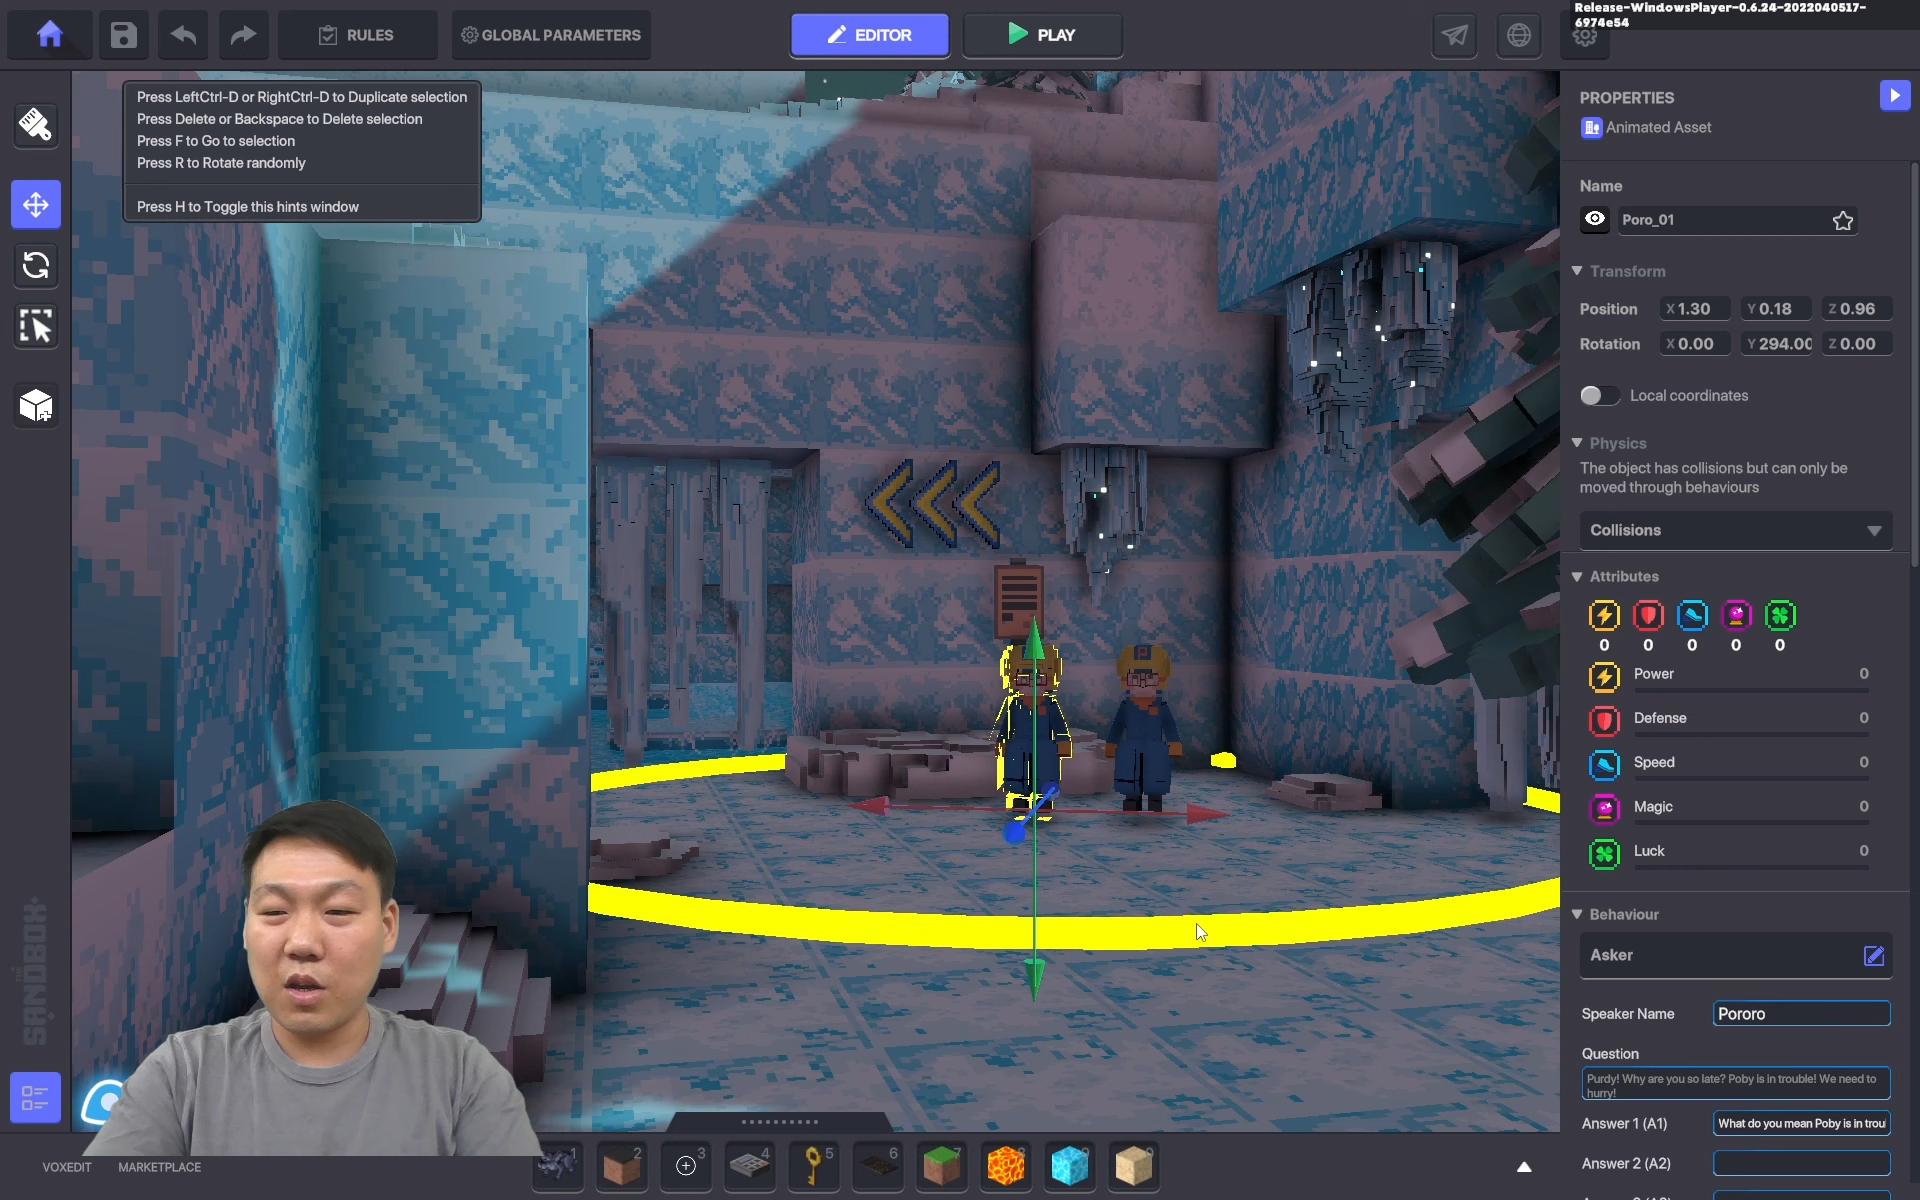 Release-WindowsPlayer-0.6.24-2022040517-
6974e54
RULES
GLOBAL PARAMETERS
EDITOR
PLAY
Press LeftCtrl-D or RightCtrl-D to Duplicate selection
Press Delete or Backspace to Delete selection
Press F to Go to selection
Press R to Rotate randomly
Press H to Toggle this hints window
PROPERTIES
Animated Asset
Name
Poro_01
Transform
Position X 1.30 Y 0.18 Z 0.96
Rotation X 0.00 Y 294.00 Z 0.00
Local coordinates
Physics
The object has collisions but can only be
moved through behaviours
Collisions
Attributes
0 0 0 0 0
Power 0
Defense 0
Speed 0
Magic 0
Luck 0
Behaviour
Asker
Speaker Name Pororo
Question
Purdy! Why are you so late? Poby is in trouble! We need to
hurry!
Answer 1 (A1) What do you mean Poby is in trou
Answer 2 (A2)
THE SANDBOX
VOXEDIT
MARKETPLACE
1 2 3 4 5 6 7